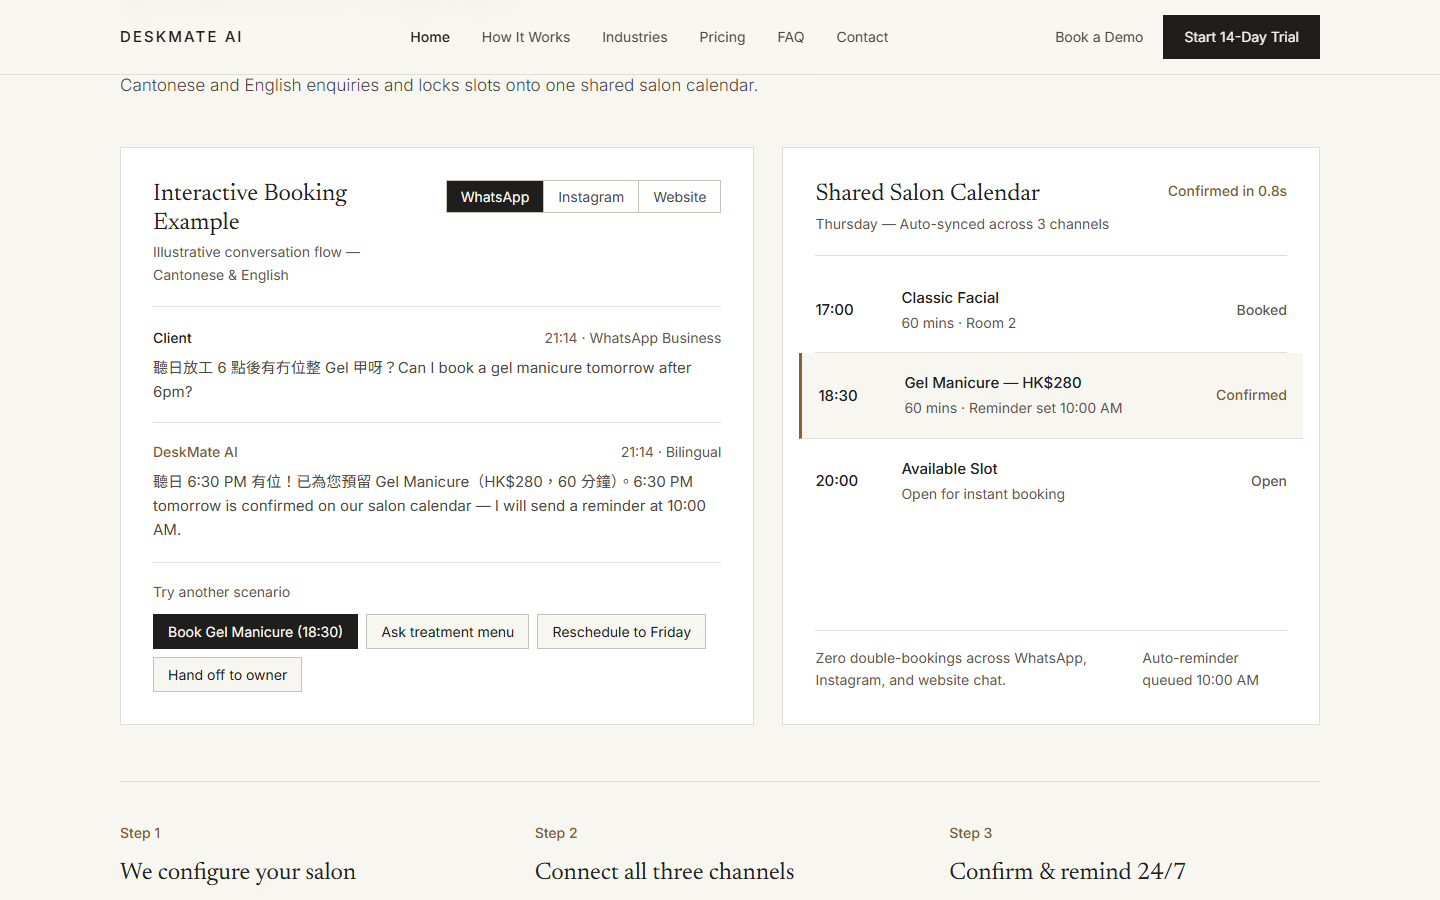 DESKMATE AI
Home
How It Works
Industries
Pricing
FAQ
Contact
Book a Demo
Start 14-Day Trial
Cantonese and English enquiries and locks slots onto one shared salon calendar.
Interactive Booking
Example
WhatsApp
Instagram
Website
Illustrative conversation flow —
Cantonese & English
Client
21:14 · WhatsApp Business
聽日放工 6 點後有冇位整 Gel 甲呀？Can I book a gel manicure tomorrow after
6pm?
DeskMate AI
21:14 · Bilingual
聽日 6:30 PM 有位！已為您預留 Gel Manicure（HK$280，60 分鐘）。6:30 PM
tomorrow is confirmed on our salon calendar — I will send a reminder at 10:00
AM.
Try another scenario
Book Gel Manicure (18:30)
Ask treatment menu
Reschedule to Friday
Hand off to owner
Shared Salon Calendar
Confirmed in 0.8s
Thursday — Auto-synced across 3 channels
17:00
Classic Facial
60 mins · Room 2
Booked
18:30
Gel Manicure — HK$280
60 mins · Reminder set 10:00 AM
Confirmed
20:00
Available Slot
Open for instant booking
Open
Zero double-bookings across WhatsApp,
Instagram, and website chat.
Auto-reminder
queued 10:00 AM
Step 1
We configure your salon
Step 2
Connect all three channels
Step 3
Confirm & remind 24/7